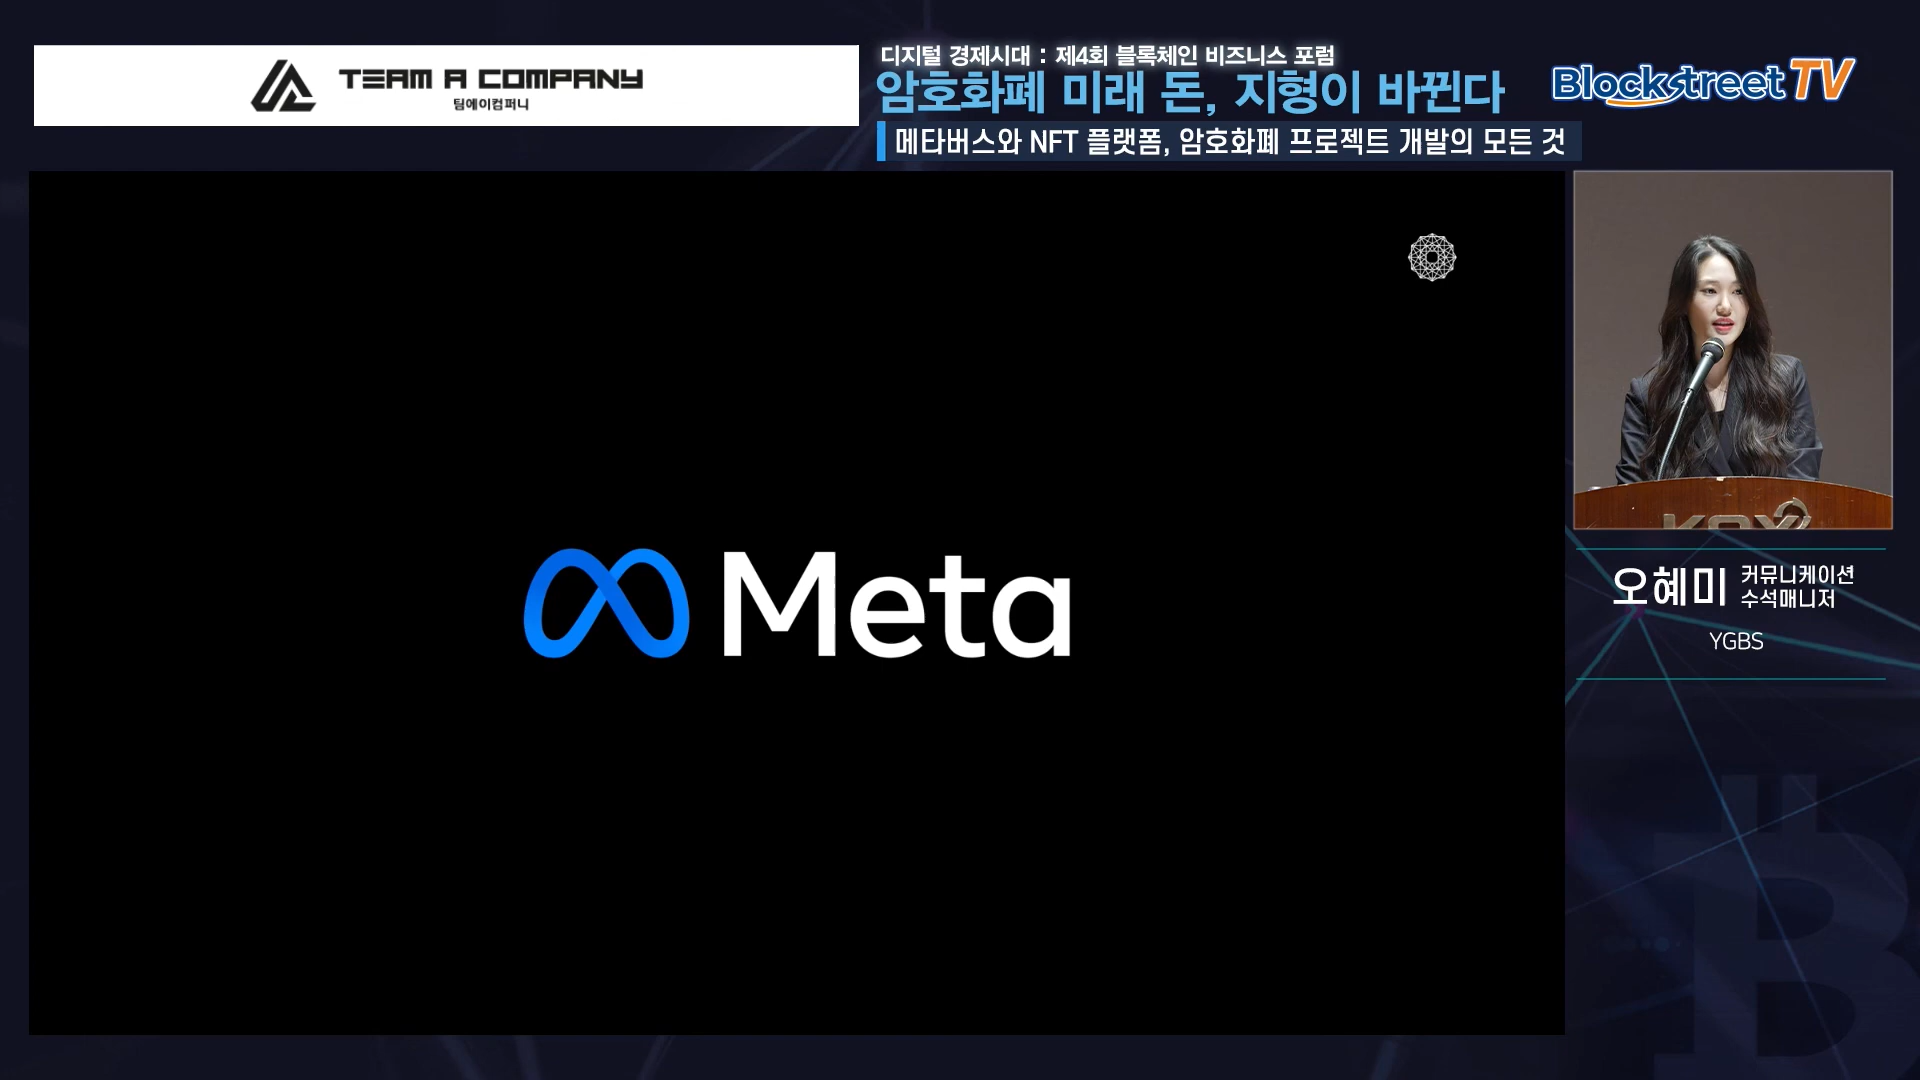 TEAM A COMPANY
팀에이컴퍼니
디지털 경제시대 : 제4회 블록체인 비즈니스 포럼
암호화폐 미래 돈, 지형이 바뀐다
메타버스와 NFT 플랫폼, 암호화폐 프로젝트 개발의 모든 것
Blockstreet TV
Meta
오혜미 커뮤니케이션
수석매니저
YGBS